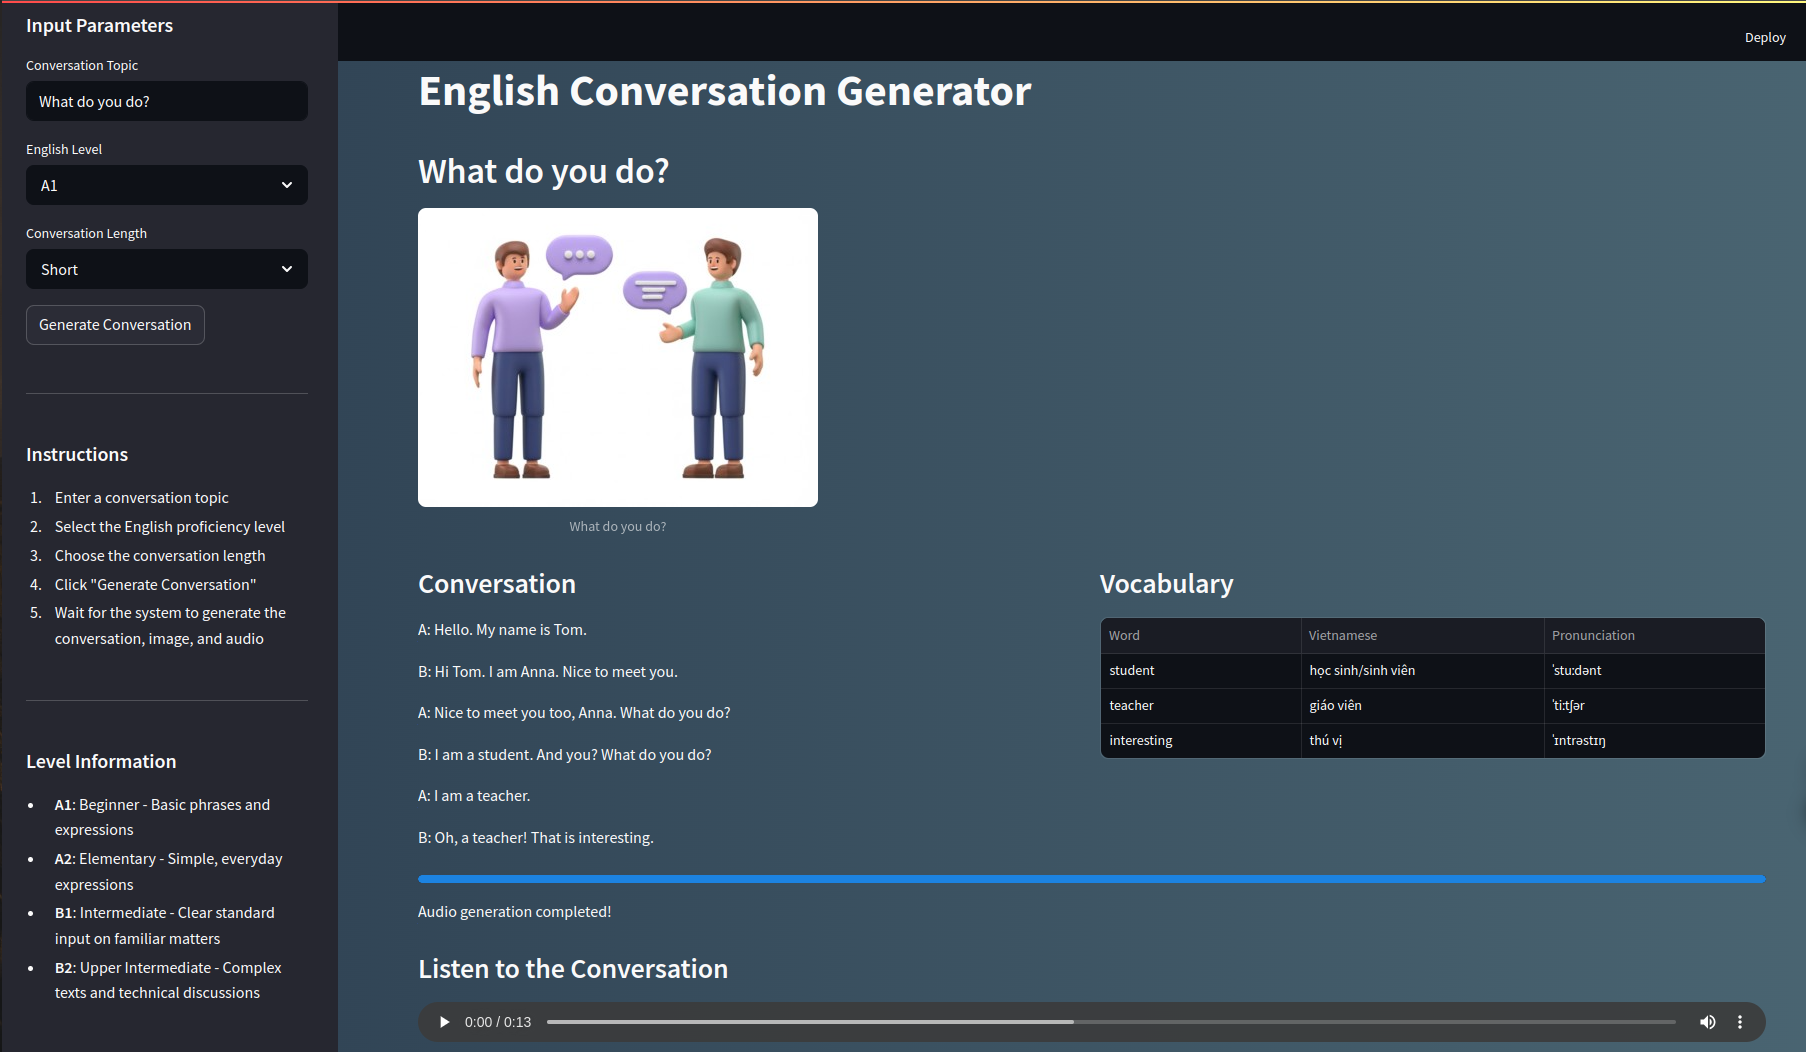 Input Parameters
Conversation Topic
What do you do?
English Level
A1
Conversation Length
Short
Generate Conversation
Instructions
1. Enter a conversation topic
2. Select the English proficiency level
3. Choose the conversation length
4. Click "Generate Conversation"
5. Wait for the system to generate the
conversation, image, and audio
Level Information
• A1: Beginner - Basic phrases and
expressions
• A2: Elementary - Simple, everyday
expressions
• B1: Intermediate - Clear standard
input on familiar matters
• B2: Upper Intermediate - Complex
texts and technical discussions
Deploy
English Conversation Generator
What do you do?
What do you do?
Conversation
A: Hello. My name is Tom.
B: Hi Tom. I am Anna. Nice to meet you.
A: Nice to meet you too, Anna. What do you do?
B: I am a student. And you? What do you do?
A: I am a teacher.
B: Oh, a teacher! That is interesting.
Vocabulary
Word Vietnamese Pronunciation
student học sinh/sinh viên ˈstuːdənt
teacher giáo viên ˈtiːtʃər
interesting thú vị ˈɪntrəstɪŋ
Audio generation completed!
Listen to the Conversation
0:00 / 0:13